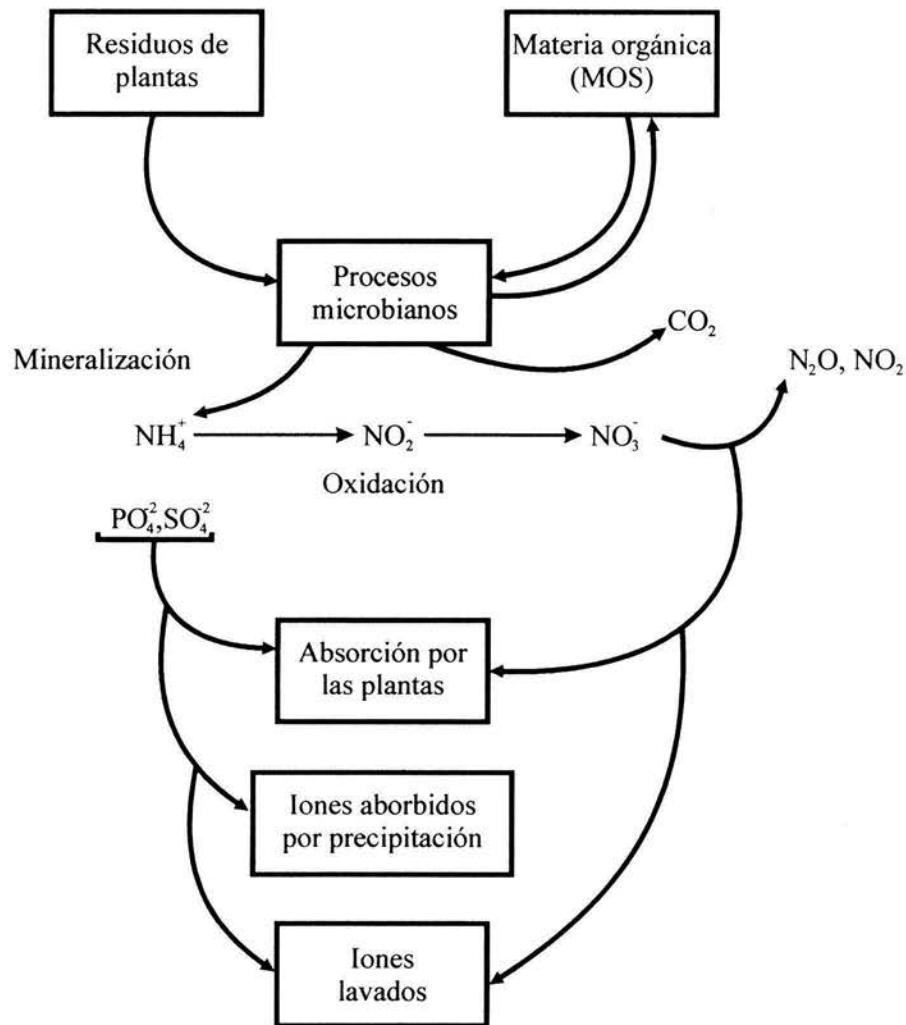 Residuos de
plantas
Materia orgánica
(MOS)
Procesos
microbianos
CO₂
Mineralización
N₂O, NO₂
NH₄⁺
NO₂⁻
NO₃⁻
Oxidación
PO₄⁻²,SO₄⁻²
Absorción por
las plantas
Iones aborbidos
por precipitación
Iones
lavados